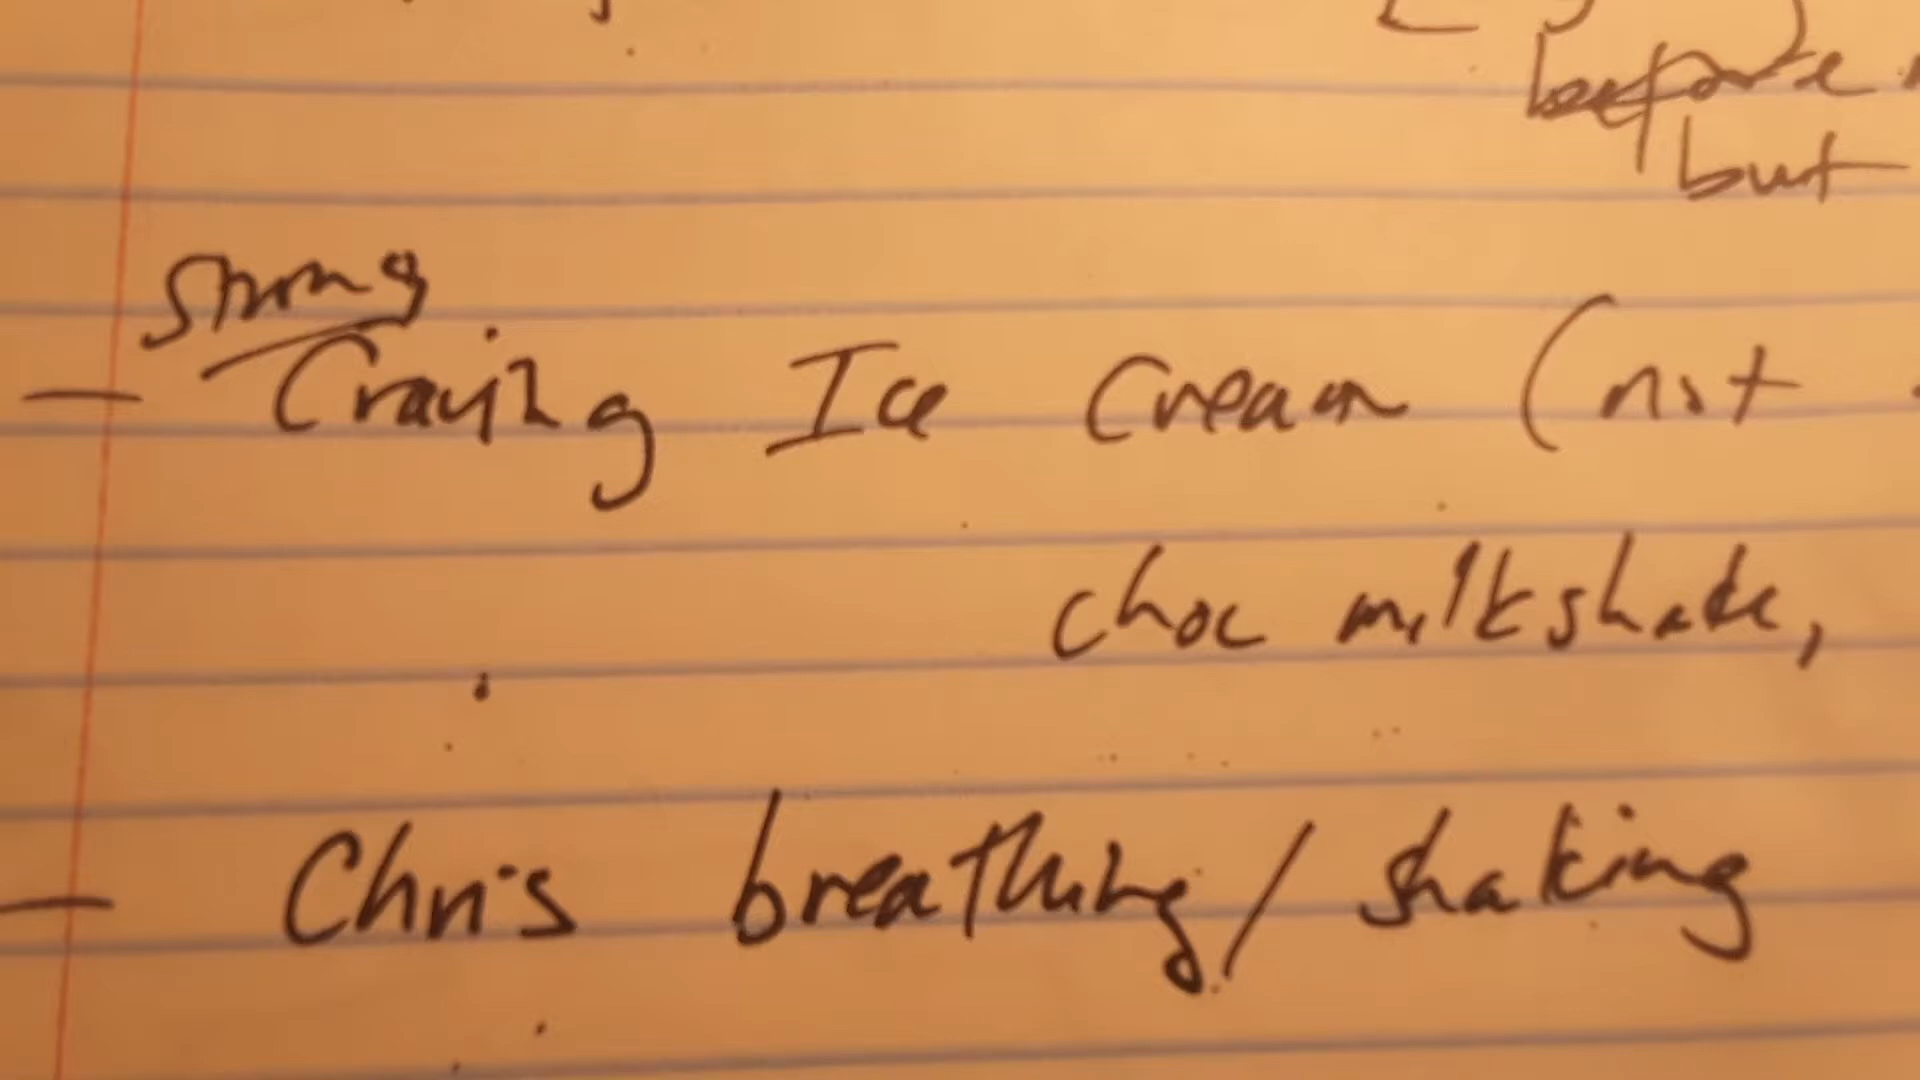 before
but
strong
- Craving Ice Cream (not
choc milkshake,
- Chris breathing/shaking